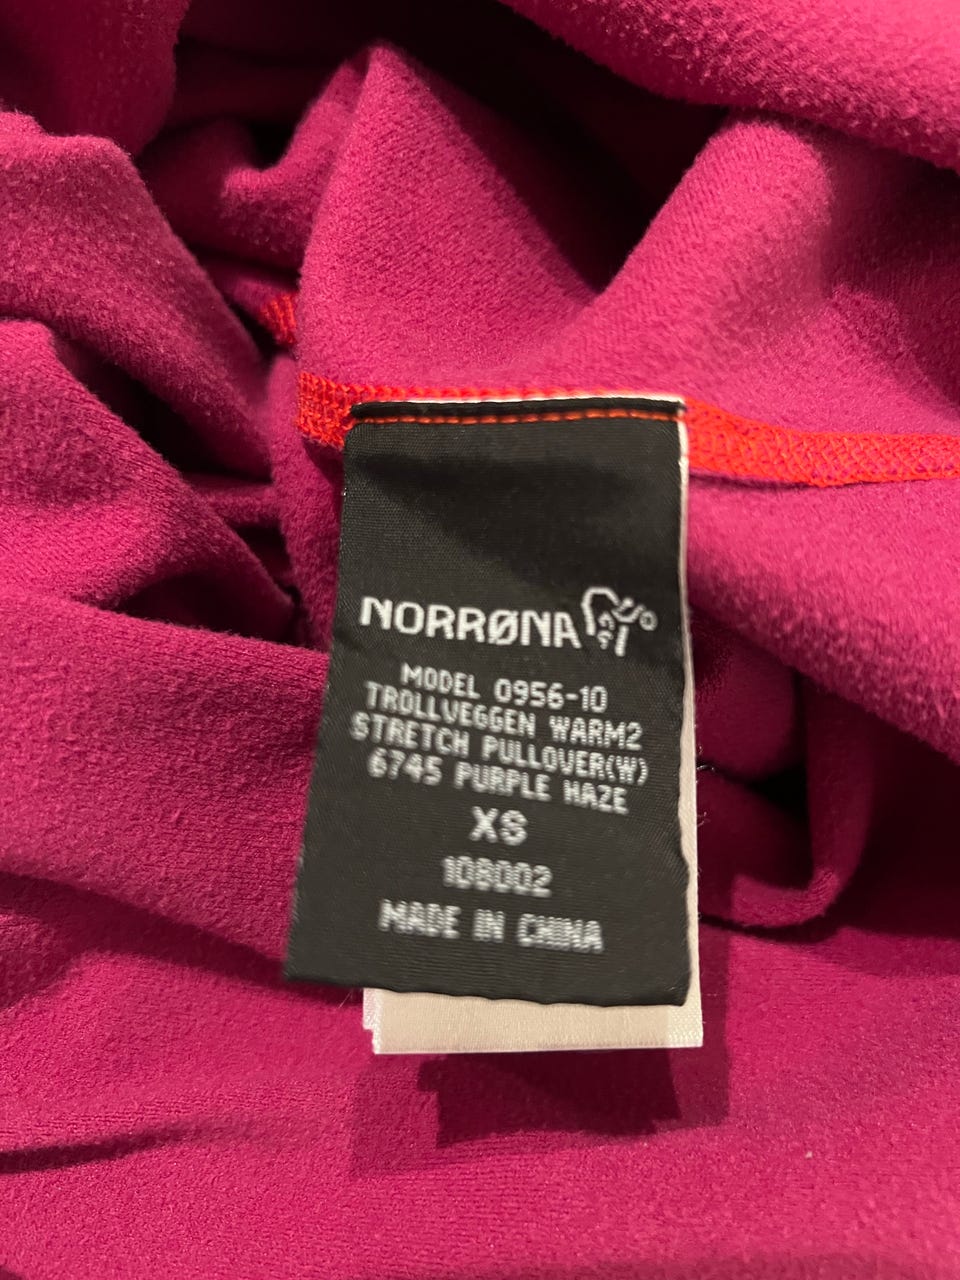 NORRØNA
MODEL 0956-10
TROLLVEGGEN WARM2
STRETCH PULLOVER(W)
6745 PURPLE HAZE
XS
108002
MADE IN CHINA